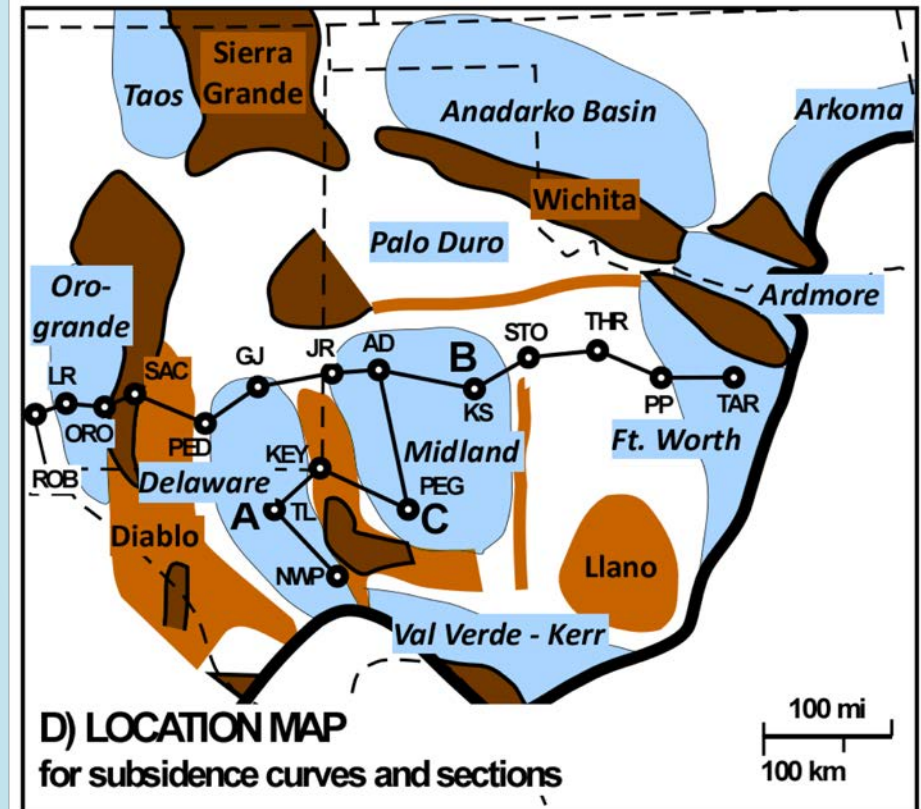 Sierra
Grande
Taos
Anadarko Basin
Arkoma
Wichita
Palo Duro
Oro-
grande
Ardmore
STO
THR
JR
AD
B
GJ
LR
SAC
KS
PP
TAR
ORO
PED
Ft. Worth
KEY
Midland
ROB
Delaware
PEG
A
TL
C
Diablo
Llano
NWP
Val Verde - Kerr
D) LOCATION MAP
for subsidence curves and sections
100 mi
100 km